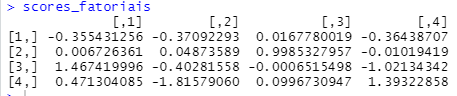 > scores_fatoriais
[,1] [,2] [,3] [,4]
[1,] -0.355431256 -0.37092293 0.0167780019 -0.36438707
[2,] 0.006726361 0.04873589 0.9985327957 -0.01019419
[3,] 1.467419996 -0.40281558 -0.0006515498 -1.02134342
[4,] 0.471304085 -1.81579060 0.0996730947 1.39322858
>